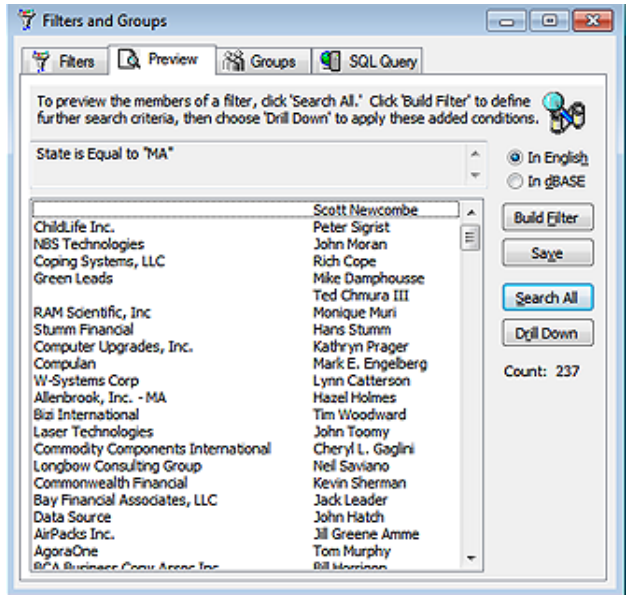 Filters and Groups
Filters Preview Groups SQL Query
To preview the members of a filter, click 'Search All.' Click 'Build Filter' to define
further search criteria, then choose 'Drill Down' to apply these added conditions.
State is Equal to "MA"
In English
In dBASE
Build Filter
Save
Search All
Drill Down
Count: 237
Scott Newcombe
ChildLife Inc. Peter Sigrist
NBS Technologies John Moran
Coping Systems, LLC Rich Cope
Green Leads Mike Damphousse
Ted Chmura III
RAM Scientific, Inc Monique Muri
Stumm Financial Hans Stumm
Computer Upgrades, Inc. Kathryn Prager
Compulan Mark E. Engelberg
W-Systems Corp Lynn Catterson
Allenbrook, Inc. - MA Hazel Holmes
Bizi International Tim Woodward
Laser Technologies John Toomy
Commodity Components International Cheryl L. Gaglini
Longbow Consulting Group Neil Saviano
Commonwealth Financial Kevin Sherman
Bay Financial Associates, LLC Jack Leader
Data Source John Hatch
AirPacks Inc. Jill Greene Amme
AgoraOne Tom Murphy
BCA Business Copy Assoc Inc Bill